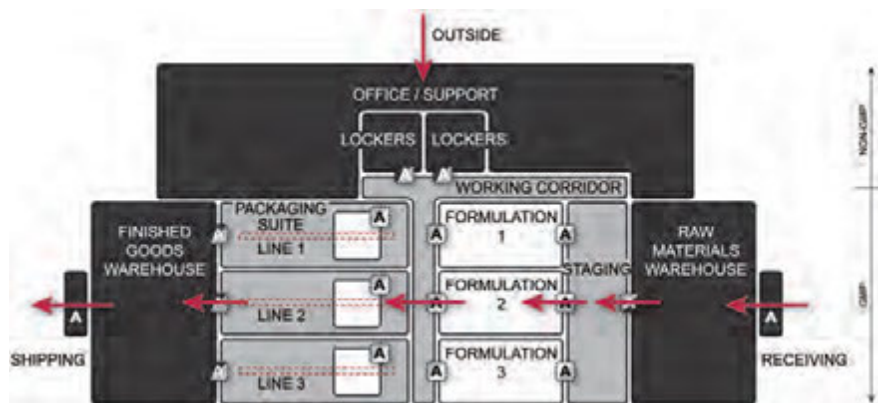 OUTSIDE
OFFICE / SUPPORT
LOCKERS
LOCKERS
A
A
WORKING CORRIDOR
NON-GMP
FINISHED
GOODS
WAREHOUSE
PACKAGING
SUITE
LINE 1
A
A
FORMULATION
1
A
A
STAGING
RAW
MATERIALS
WAREHOUSE
LINE 2
A
A
FORMULATION
2
A
A
A
GMP
A
SHIPPING
A
RECEIVING
LINE 3
A
A
FORMULATION
3
A
A